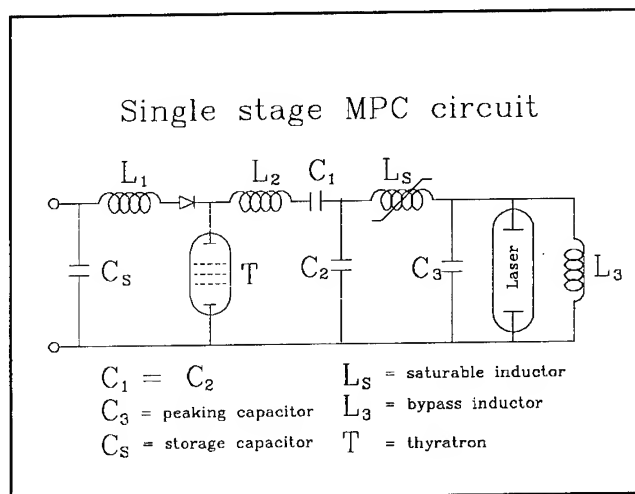 Single stage MPC circuit
L₁ L₂ C₁ Lₛ
Cₛ T C₂ C₃ Laser L₃
C₁ = C₂
C₃ = peaking capacitor
Cₛ = storage capacitor
Lₛ = saturable inductor
L₃ = bypass inductor
T = thyratron